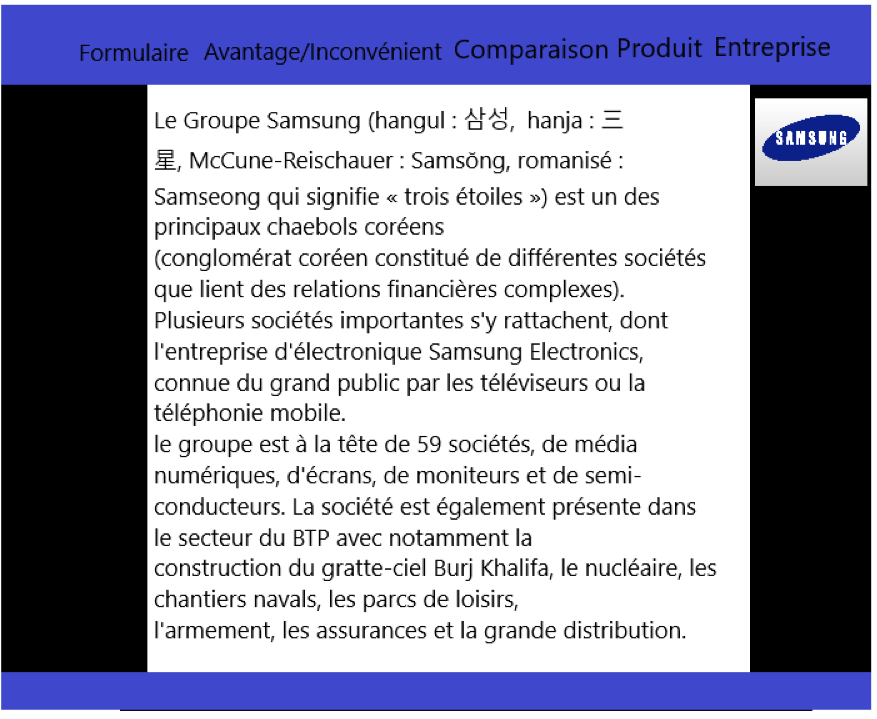 Formulaire Avantage/Inconvénient Comparaison Produit Entreprise
Le Groupe Samsung (hangul : 삼성, hanja : 三
星, McCune-Reischauer : Samsŏng, romanisé :
Samseong qui signifie « trois étoiles ») est un des
principaux chaebols coréens
(conglomérat coréen constitué de différentes sociétés
que lient des relations financières complexes).
Plusieurs sociétés importantes s'y rattachent, dont
l'entreprise d'électronique Samsung Electronics,
connue du grand public par les téléviseurs ou la
téléphonie mobile.
le groupe est à la tête de 59 sociétés, de média
numériques, d'écrans, de moniteurs et de semi-
conducteurs. La société est également présente dans
le secteur du BTP avec notamment la
construction du gratte-ciel Burj Khalifa, le nucléaire, les
chantiers navals, les parcs de loisirs,
l'armement, les assurances et la grande distribution.
SAMSUNG